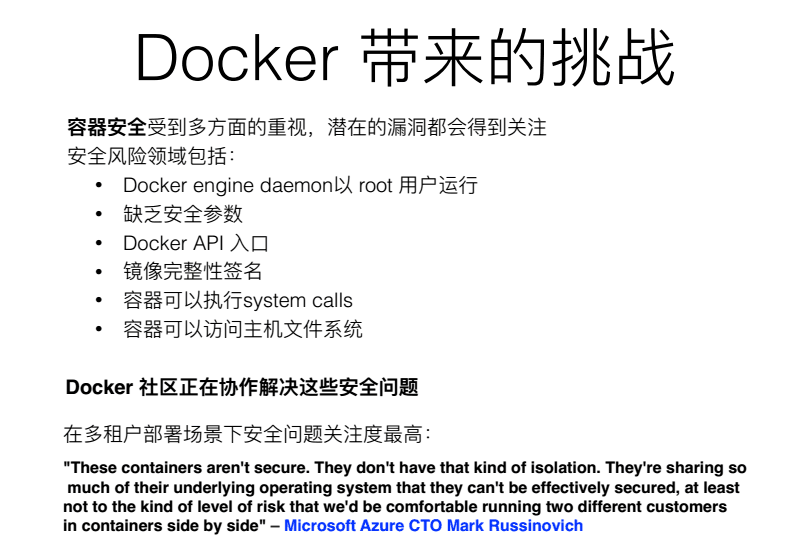 Docker 带来的挑战
容器安全受到多方面的重视，潜在的漏洞都会得到关注
安全风险领域包括：
• Docker engine daemon以 root 用户运行
• 缺乏安全参数
• Docker API 入口
• 镜像完整性签名
• 容器可以执行system calls
• 容器可以访问主机文件系统
Docker 社区正在协作解决这些安全问题
在多租户部署场景下安全问题关注度最高：
"These containers aren't secure. They don't have that kind of isolation. They're sharing so
much of their underlying operating system that they can't be effectively secured, at least
not to the kind of level of risk that we'd be comfortable running two different customers
in containers side by side" – Microsoft Azure CTO Mark Russinovich